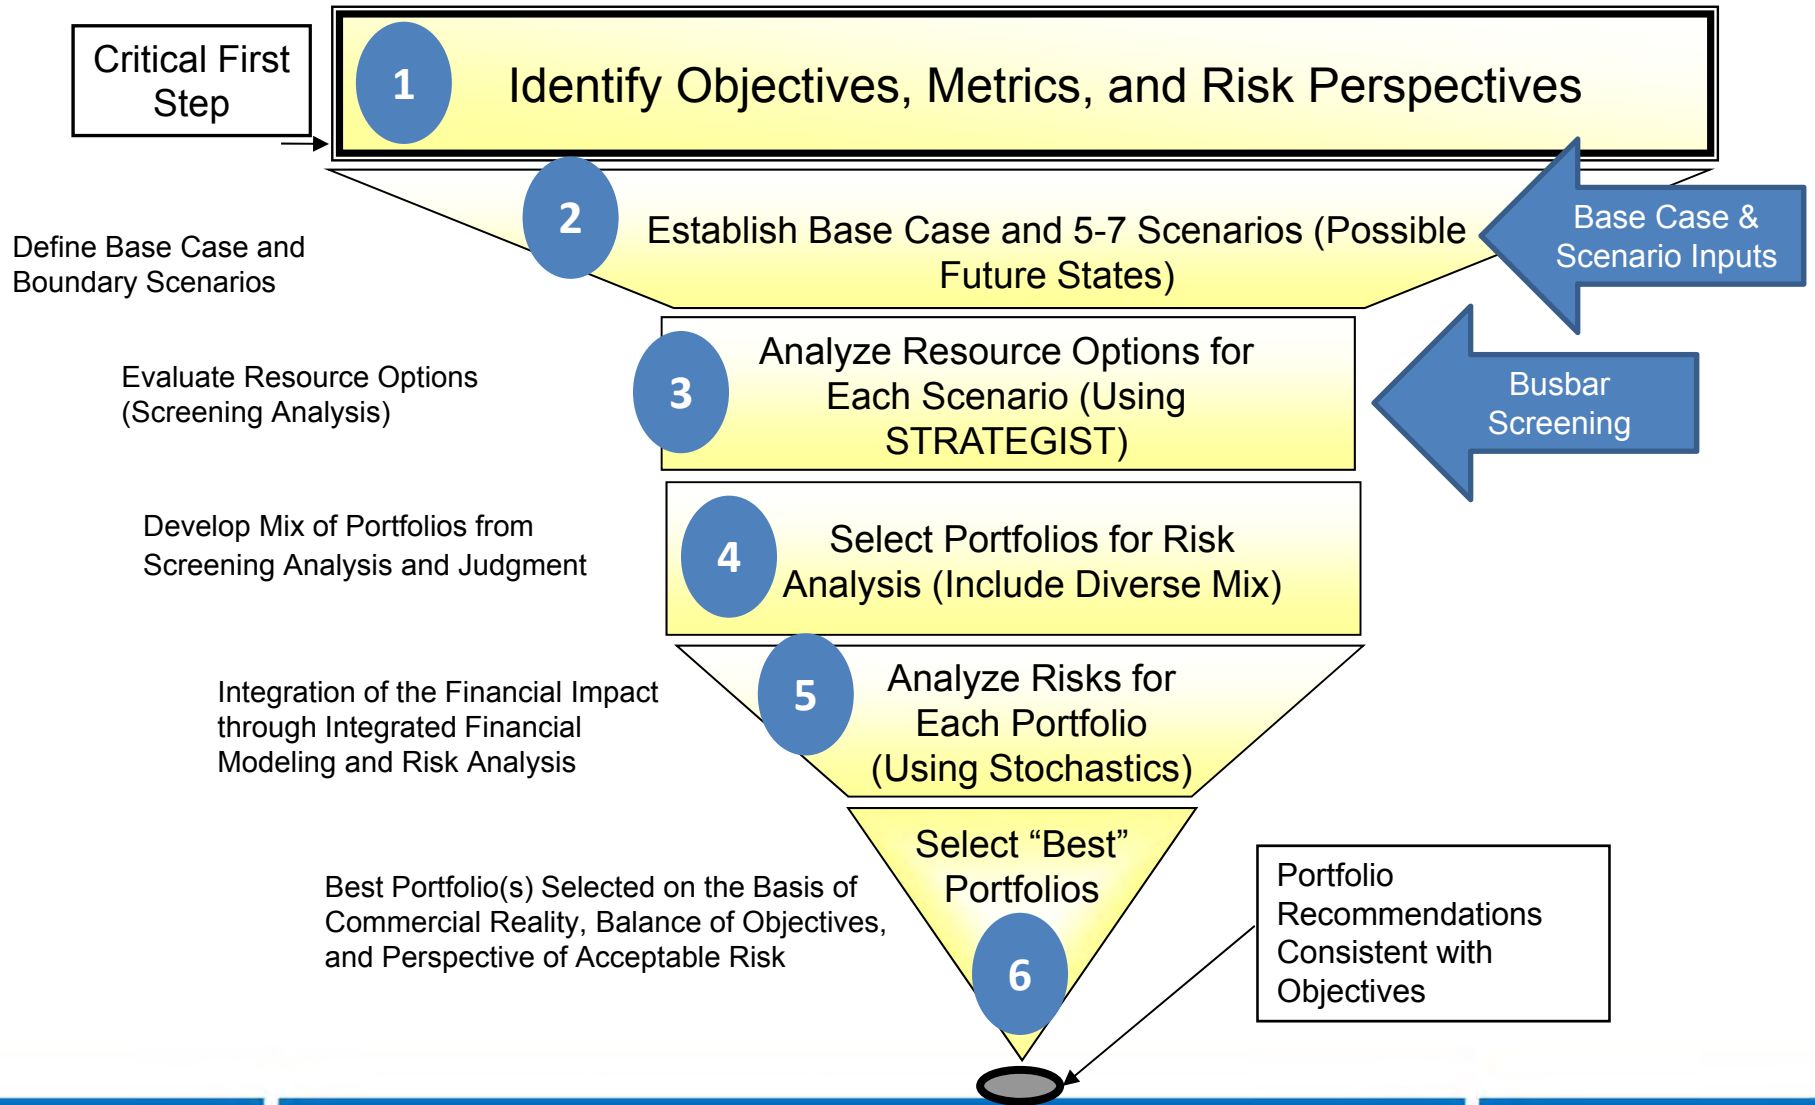 Critical First
Step
1
Identify Objectives, Metrics, and Risk Perspectives
2
Establish Base Case and 5-7 Scenarios (Possible
Future States)
Base Case &
Scenario Inputs
Define Base Case and
Boundary Scenarios
3
Analyze Resource Options for
Each Scenario (Using
STRATEGIST)
Busbar
Screening
Evaluate Resource Options
(Screening Analysis)
4
Select Portfolios for Risk
Analysis (Include Diverse Mix)
Develop Mix of Portfolios from
Screening Analysis and Judgment
5
Analyze Risks for
Each Portfolio
(Using Stochastics)
Integration of the Financial Impact
through Integrated Financial
Modeling and Risk Analysis
Select “Best”
Portfolios
6
Best Portfolio(s) Selected on the Basis of
Commercial Reality, Balance of Objectives,
and Perspective of Acceptable Risk
Portfolio
Recommendations
Consistent with
Objectives